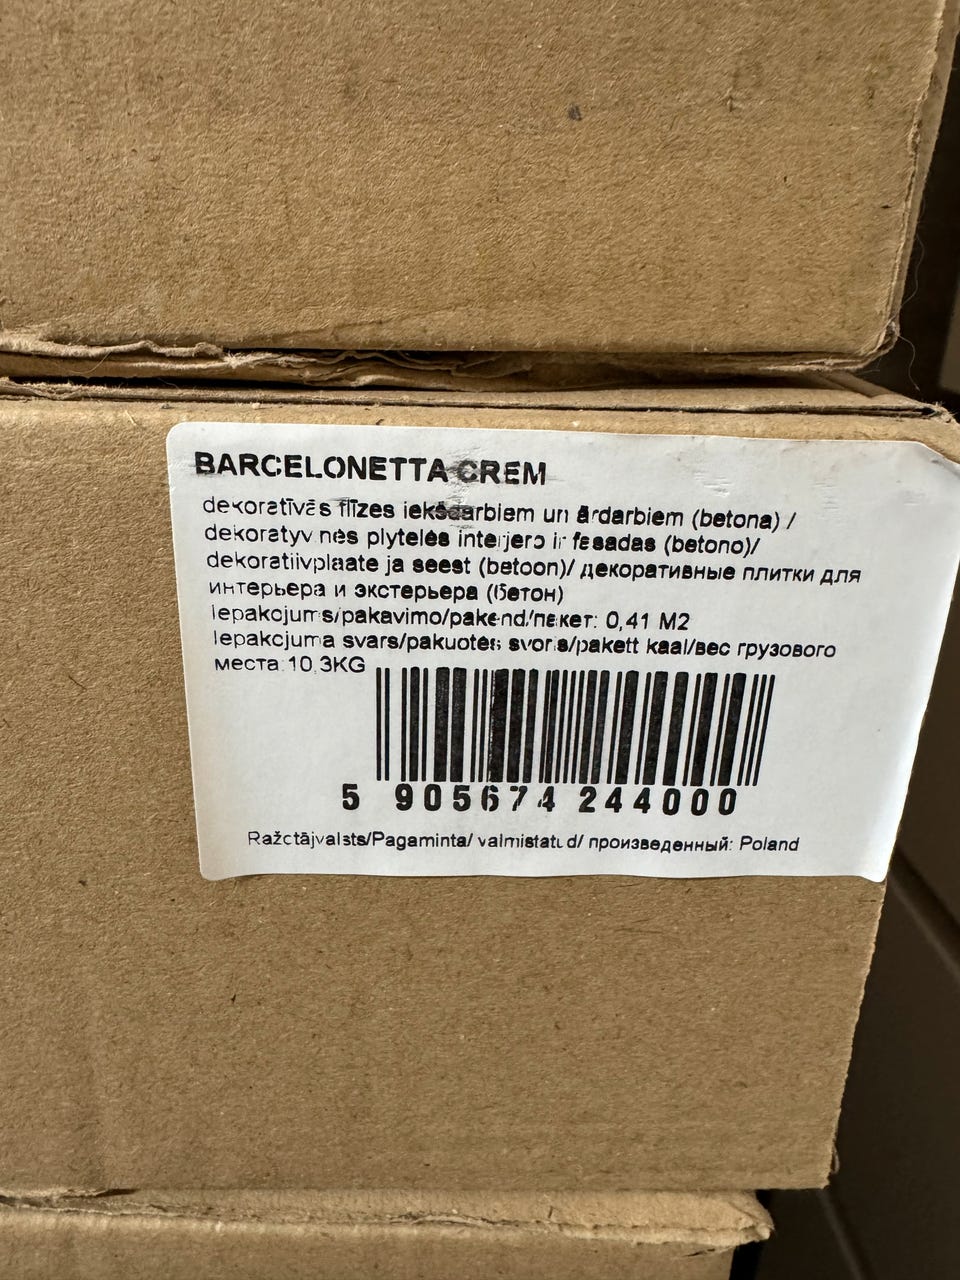 BARCELONETTA CREM
dekoratīvās flīzes iekšdarbiem un ārdarbiem (betona) /
dekoratyvinės plytelės interjero ir fasadas (betono)/
dekoratiivplaate ja seest (betoon)/ декоративные плитки для
интерьера и экстерьера (бетон)
Iepakojums/pakavimo/pakend/пакет: 0,41 M2
Iepakojuma svars/pakuotės svoris/pakett kaal/вес грузового
места:10,3KG
5 905674 244000
Ražotājvalsts/Pagaminta/ valmistatud/ произведенный: Poland